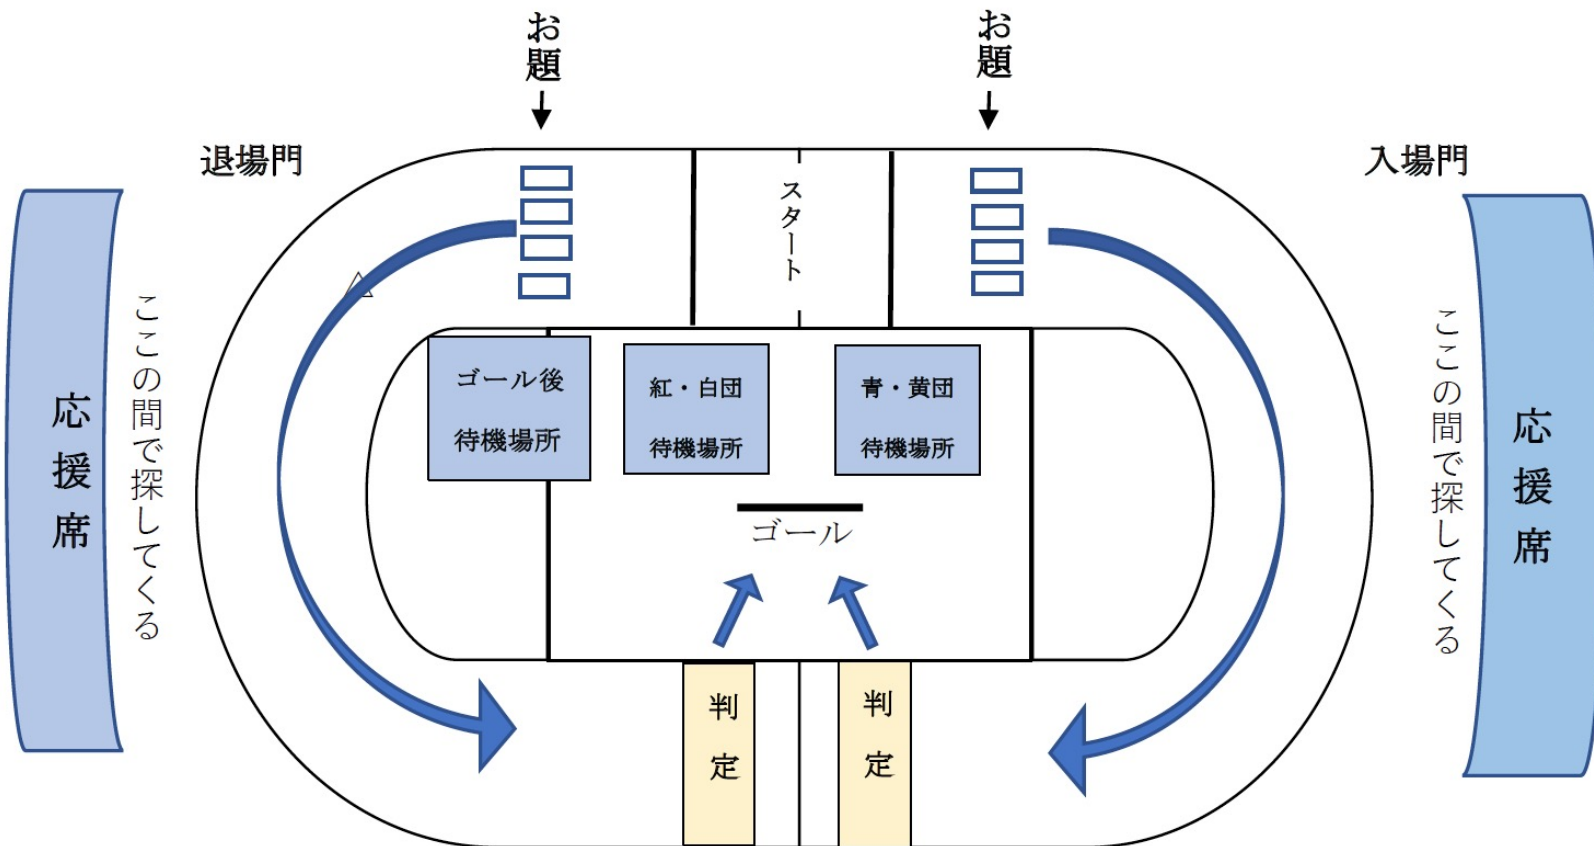 お題
お題
退場門
入場門
スタート
応援席
ここの間で探してくる
ゴール後
待機場所
紅・白団
待機場所
青・黄団
待機場所
ここの間で探してくる
応援席
ゴール
判定
判定